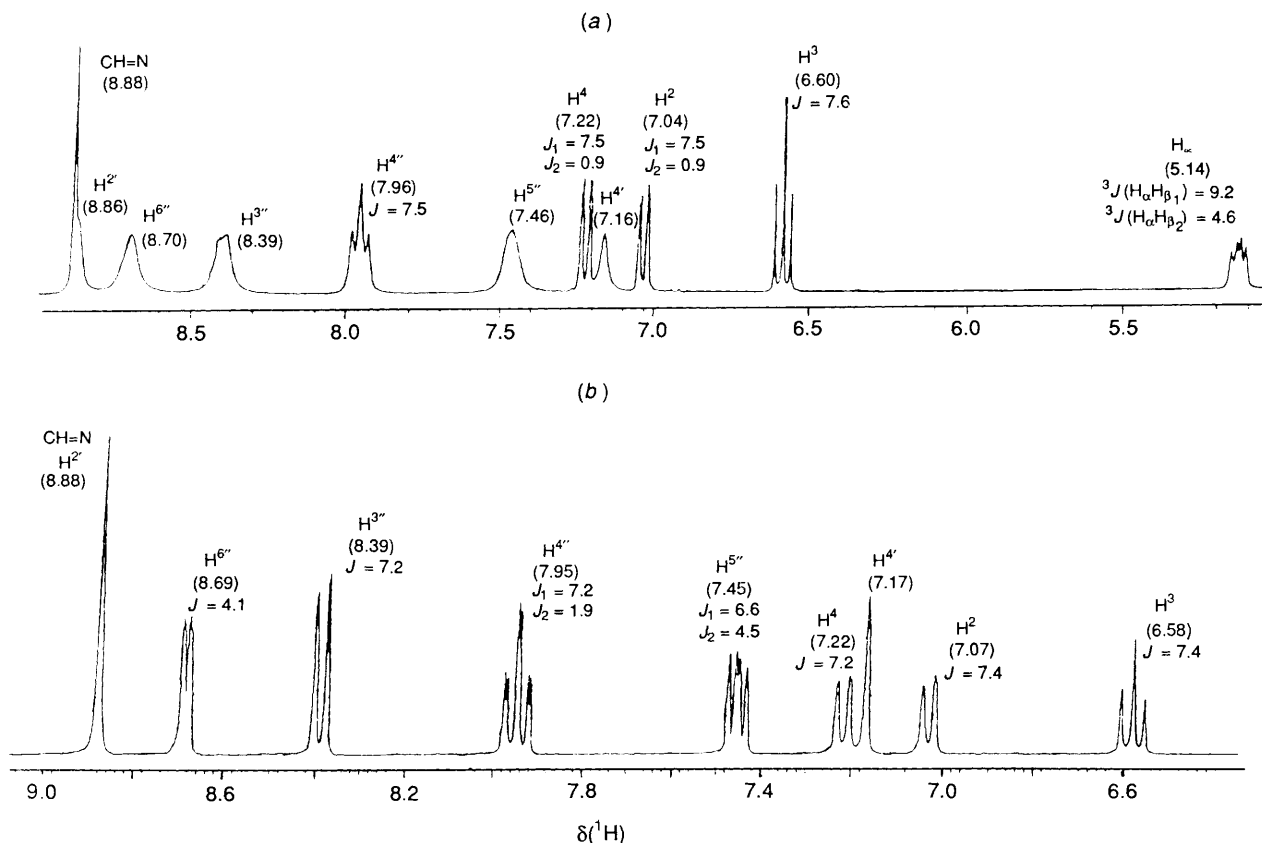 (a)
CH=N
(8.88)
H2'
(8.86)
H6''
(8.70)
H3''
(8.39)
H4''
(7.96)
J = 7.5
H5''
(7.46)
H4
(7.22)
J1 = 7.5
J2 = 0.9
H4'
(7.16)
H2
(7.04)
J1 = 7.5
J2 = 0.9
H3
(6.60)
J = 7.6
H∝
(5.14)
3J(HαHβ1) = 9.2
3J(HαHβ2) = 4.6
8.5 8.0 7.5 7.0 6.5 6.0 5.5
(b)
CH=N
H2'
(8.88)
H6''
(8.69)
J = 4.1
H3''
(8.39)
J = 7.2
H4''
(7.95)
J1 = 7.2
J2 = 1.9
H5''
(7.45)
J1 = 6.6
J2 = 4.5
H4
(7.22)
J = 7.2
H4'
(7.17)
H2
(7.07)
J = 7.4
H3
(6.58)
J = 7.4
9.0 8.6 8.2 7.8 7.4 7.0 6.6
δ(1H)